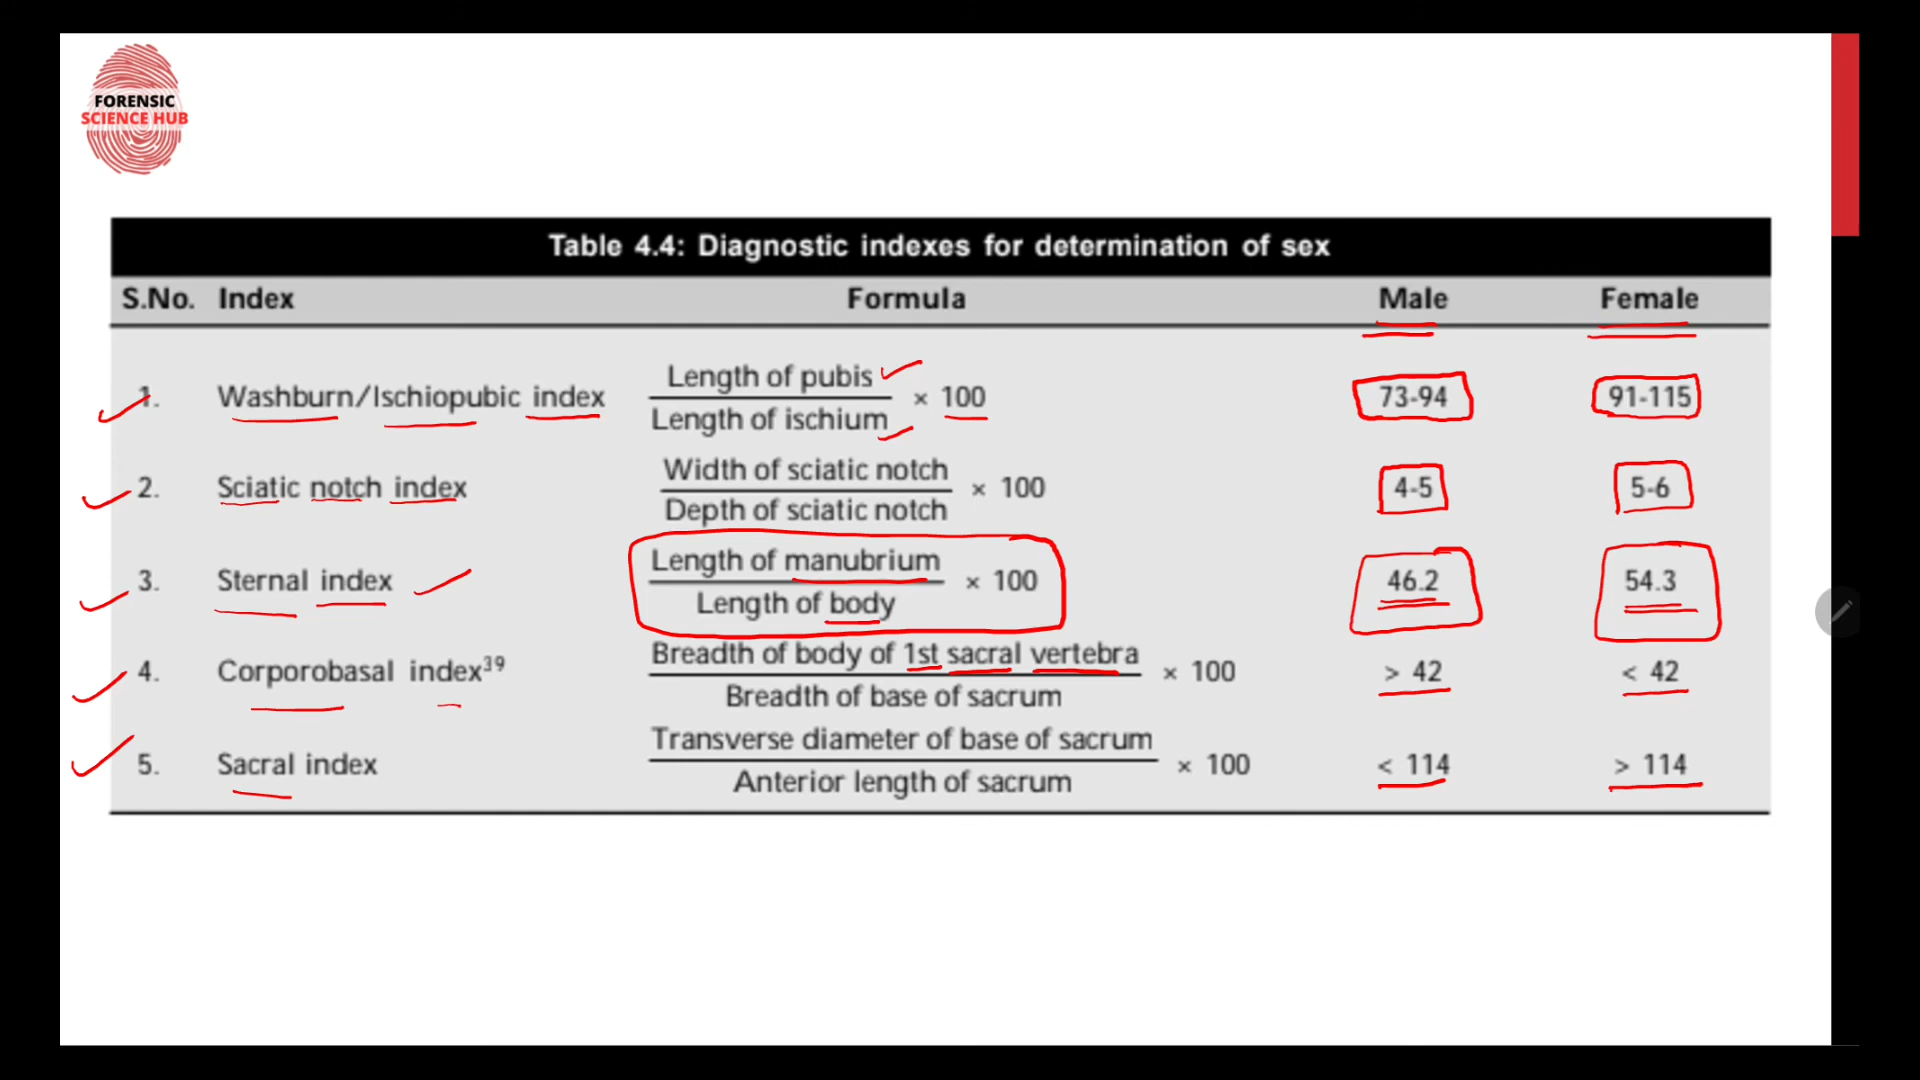 FORENSIC
SCIENCE HUB
Table 4.4: Diagnostic indexes for determination of sex
S.No. Index Formula Male Female
1. Washburn/Ischiopubic index Length of pubis / Length of ischium × 100 73-94 91-115
2. Sciatic notch index Width of sciatic notch / Depth of sciatic notch × 100 4-5 5-6
3. Sternal index Length of manubrium / Length of body × 100 46.2 54.3
4. Corporobasal index³⁹ Breadth of body of 1st sacral vertebra / Breadth of base of sacrum × 100 > 42 < 42
5. Sacral index Transverse diameter of base of sacrum / Anterior length of sacrum × 100 < 114 > 114